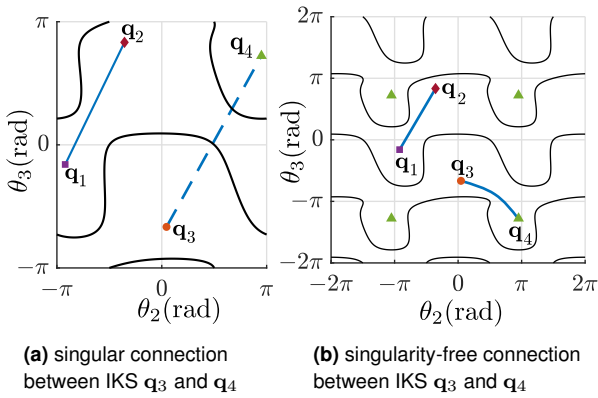 π
0
−π
θ₃(rad)
−π
0
π
θ₂(rad)
q₁
q₂
q₃
q₄
2π
π
0
−π
−2π
θ₃(rad)
−2π
−π
0
π
2π
θ₂(rad)
q₁
q₂
q₃
q₄
(a) singular connection
between IKS q₃ and q₄
(b) singularity-free connection
between IKS q₃ and q₄